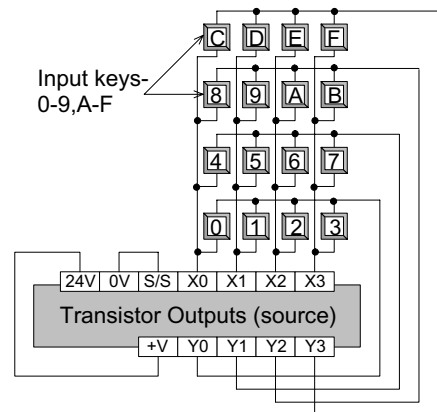 C D E F
Input keys-
0-9,A-F
8 9 A B
4 5 6 7
0 1 2 3
24V 0V S/S X0 X1 X2 X3
Transistor Outputs (source)
+V Y0 Y1 Y2 Y3